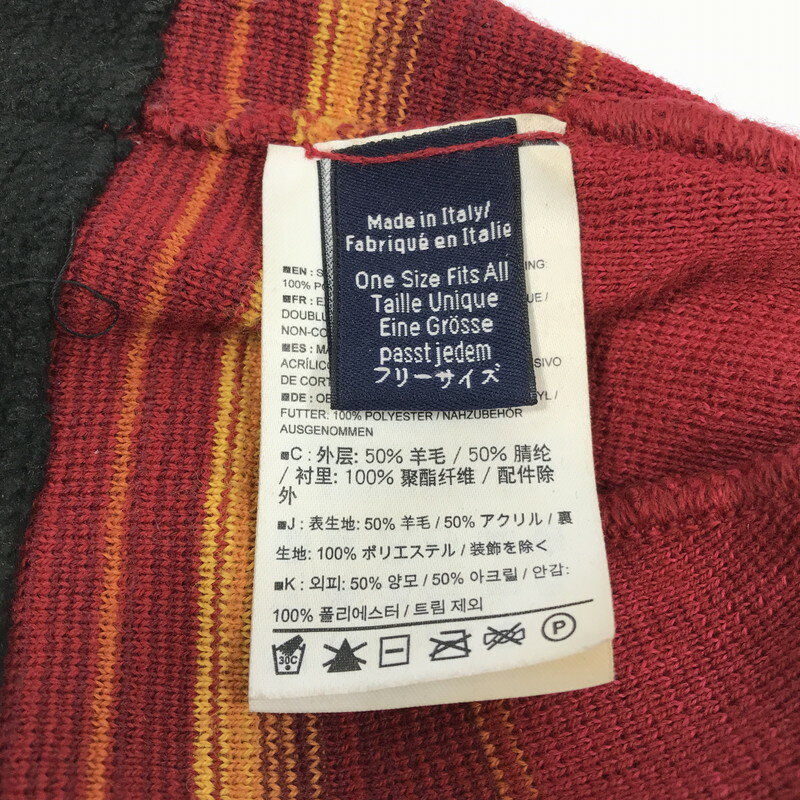 Made in Italy/
Fabriqué en Italie
One Size Fits All
Taille Unique
Eine Grösse
passt jedem
フリーサイズ
EN :
100%
FR :
DOUBLU
NON-CO
ES : MA
ACRÍLICO
DE CORT
DE : OB
FUTTER: 100% POLYESTER / NAHZUBEHÖR
AUSGENOMMEN
C : 外层: 50% 羊毛 / 50% 腈纶
/ 衬里: 100% 聚酯纤维 / 配件除
外
J : 表生地: 50% 羊毛 / 50% アクリル / 裏
生地: 100% ポリエステル / 装飾を除く
K : 외피: 50% 양모 / 50% 아크릴 / 안감:
100% 폴리에스터 / 트림 제외
30C
P